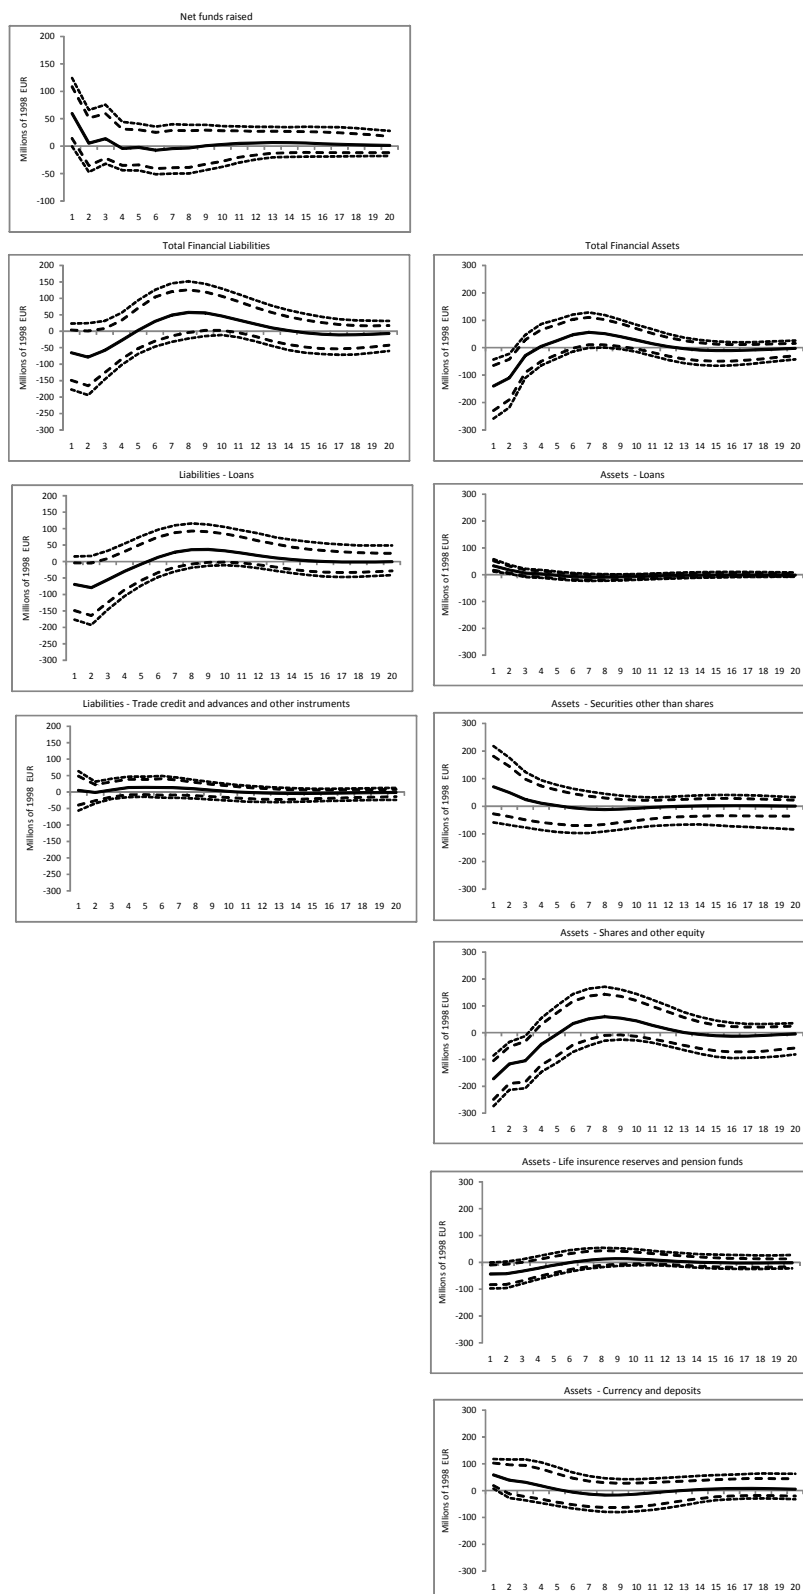 Net funds raised
Millions of 1998 EUR
200
150
100
50
0
-50
-100
1 2 3 4 5 6 7 8 9 10 11 12 13 14 15 16 17 18 19 20
Total Financial Liabilities
Millions of 1998 EUR
200
150
100
50
0
-50
-100
-150
-200
-250
-300
1 2 3 4 5 6 7 8 9 10 11 12 13 14 15 16 17 18 19 20
Total Financial Assets
Millions of 1998 EUR
300
200
100
0
-100
-200
-300
1 2 3 4 5 6 7 8 9 10 11 12 13 14 15 16 17 18 19 20
Liabilities - Loans
Millions of 1998 EUR
200
150
100
50
0
-50
-100
-150
-200
-250
-300
1 2 3 4 5 6 7 8 9 10 11 12 13 14 15 16 17 18 19 20
Assets - Loans
Millions of 1998 EUR
300
200
100
0
-100
-200
-300
1 2 3 4 5 6 7 8 9 10 11 12 13 14 15 16 17 18 19 20
Liabilities - Trade credit and advances and other instruments
Millions of 1998 EUR
200
150
100
50
0
-50
-100
-150
-200
-250
-300
1 2 3 4 5 6 7 8 9 10 11 12 13 14 15 16 17 18 19 20
Assets - Securities other than shares
Millions of 1998 EUR
300
200
100
0
-100
-200
-300
1 2 3 4 5 6 7 8 9 10 11 12 13 14 15 16 17 18 19 20
Assets - Shares and other equity
Millions of 1998 EUR
300
200
100
0
-100
-200
-300
1 2 3 4 5 6 7 8 9 10 11 12 13 14 15 16 17 18 19 20
Assets - Life insurence reserves and pension funds
Millions of 1998 EUR
300
200
100
0
-100
-200
-300
1 2 3 4 5 6 7 8 9 10 11 12 13 14 15 16 17 18 19 20
Assets - Currency and deposits
Millions of 1998 EUR
300
200
100
0
-100
-200
-300
1 2 3 4 5 6 7 8 9 10 11 12 13 14 15 16 17 18 19 20